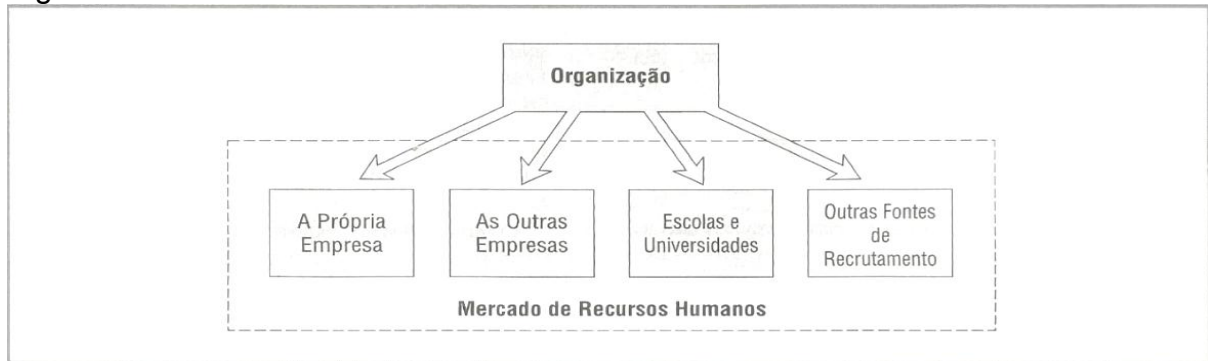 Organização
A Própria
Empresa
As Outras
Empresas
Escolas e
Universidades
Outras Fontes
de
Recrutamento
Mercado de Recursos Humanos